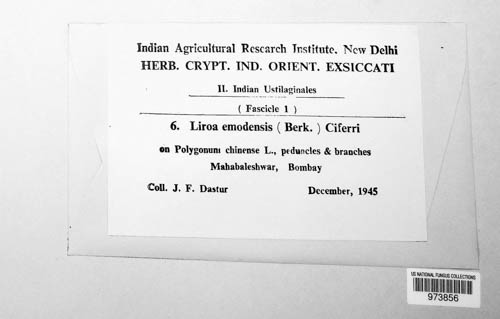 Indian Agricultural Research Institute, New Delhi
HERB. CRYPT. IND. ORIENT. EXSICCATI
II. Indian Ustilaginales
( Fascicle 1 )
6. Liroa emodensis ( Berk. ) Ciferri
on Polygonum chinense L., peduncles & branches
Mahabaleshwar, Bombay
Coll. J. F. Dastur December, 1945
US NATIONAL FUNGUS COLLECTIONS
973856